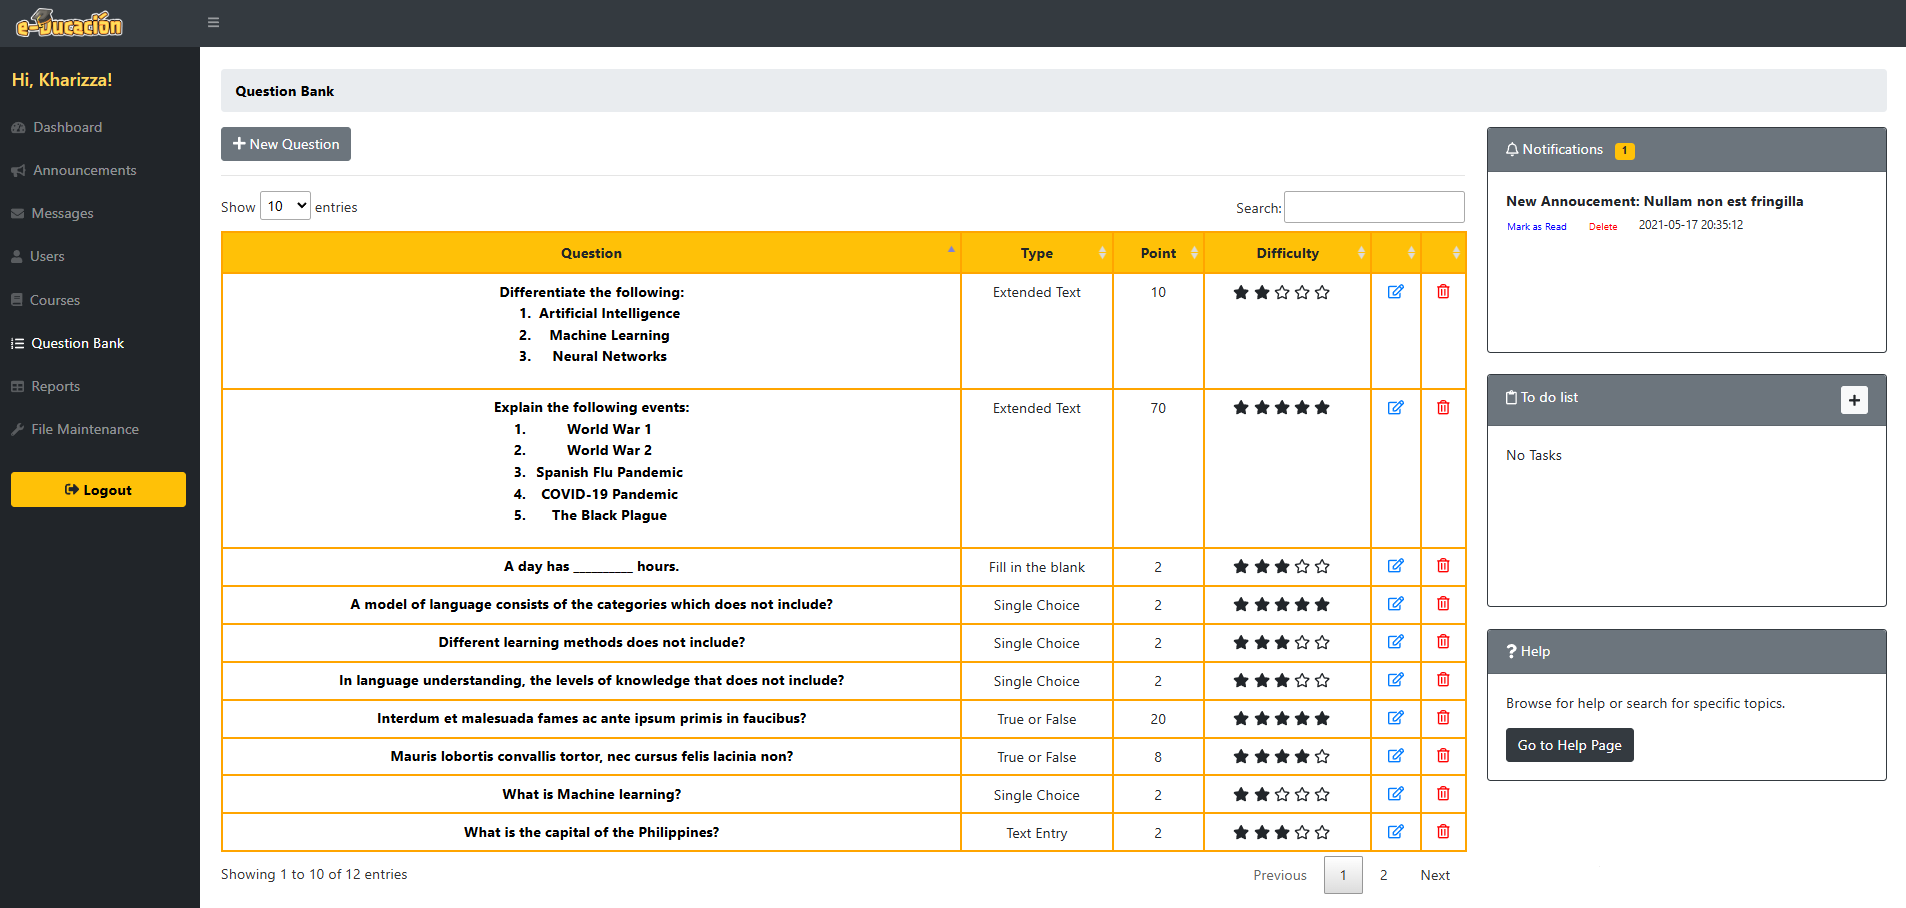 e-Ducación
Hi, Kharizza!
Dashboard
Announcements
Messages
Users
Courses
Question Bank
Reports
File Maintenance
Logout
Question Bank
New Question
Show 10 entries
Search:
Question Type Point Difficulty
Differentiate the following: Extended Text 10
1. Artificial Intelligence
2. Machine Learning
3. Neural Networks
Explain the following events: Extended Text 70
1. World War 1
2. World War 2
3. Spanish Flu Pandemic
4. COVID-19 Pandemic
5. The Black Plague
A day has __________ hours. Fill in the blank 2
A model of language consists of the categories which does not include? Single Choice 2
Different learning methods does not include? Single Choice 2
In language understanding, the levels of knowledge that does not include? Single Choice 2
Interdum et malesuada fames ac ante ipsum primis in faucibus? True or False 20
Mauris lobortis convallis tortor, nec cursus felis lacinia non? True or False 8
What is Machine learning? Single Choice 2
What is the capital of the Philippines? Text Entry 2
Showing 1 to 10 of 12 entries
Previous 1 2 Next
Notifications 1
New Annoucement: Nullam non est fringilla
Mark as Read Delete 2021-05-17 20:35:12
To do list
No Tasks
Help
Browse for help or search for specific topics.
Go to Help Page